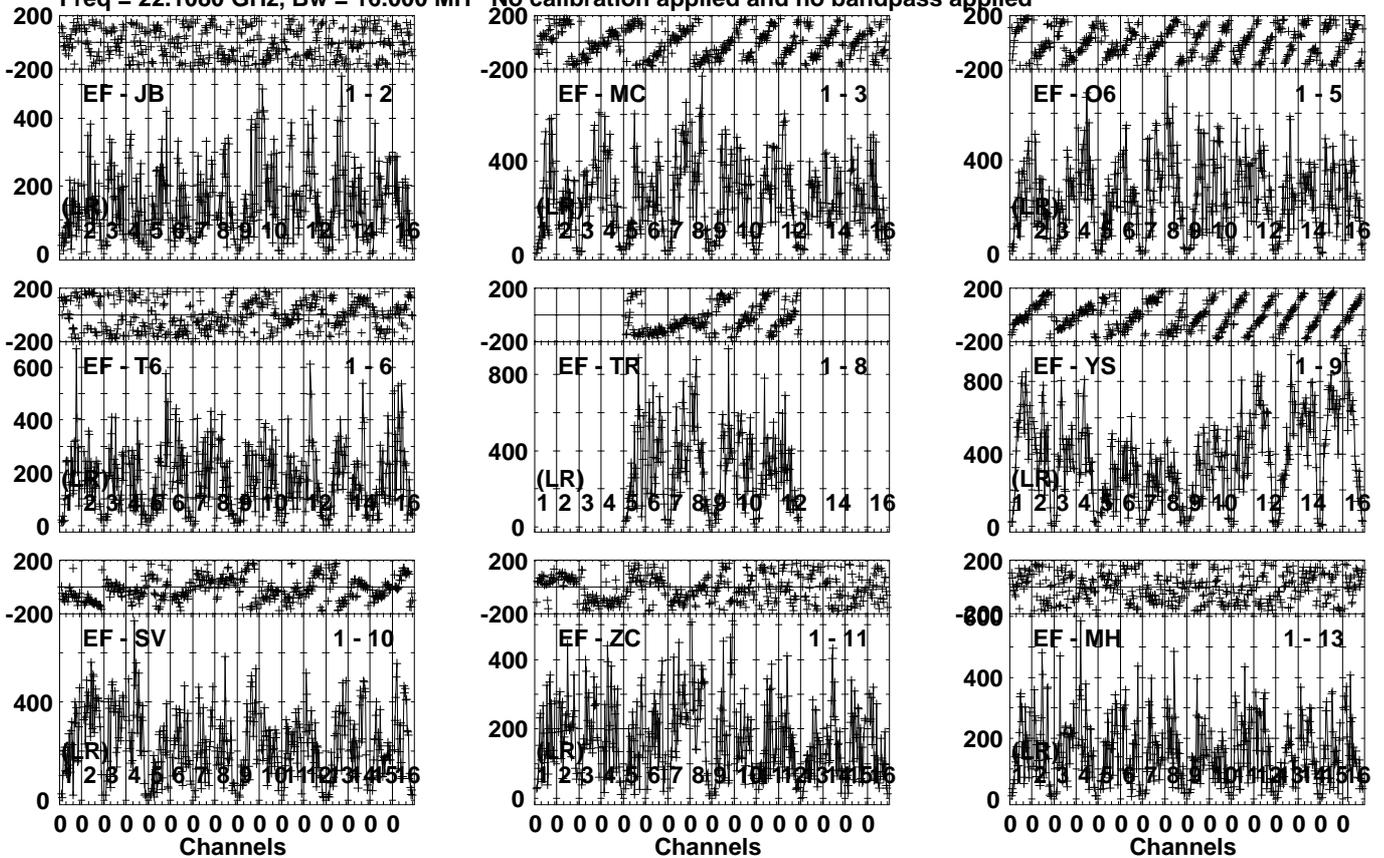 Freq = 22.1080 GHz, Bw = 16.000 MH No calibration applied and no bandpass applied
200 200 200
-200 -200 -200
EF - JB 1 - 2 EF - MC 1 - 3 EF - O6 1 - 5
400 400 400
200
(LR) (LR) (LR)
1 2 3 4 5 6 7 8 9 10 12 14 16 1 2 3 4 5 6 7 8 9 10 12 14 16 1 2 3 4 5 6 7 8 9 10 12 14 16
0 0 0
200 200 200
-200 -200 -200
EF - T6 1 - 6 EF - TR 1 - 8 EF - YS 1 - 9
600 800 800
400 400 400
200
(LR) (LR) (LR)
1 2 3 4 5 6 7 8 9 10 12 14 16 1 2 3 4 5 6 7 8 9 10 12 14 16 1 2 3 4 5 6 7 8 9 10 12 14 16
0 0 0
200 200 200
-200 -200 -200
600
EF - SV 1 - 10 EF - ZC 1 - 11 EF - MH 1 - 13
400 400 400
200 200
(LR) (LR) (LR)
1 2 3 4 5 6 7 8 9 10 11 12 13 14 15 16 1 2 3 4 5 6 7 8 9 10 11 12 13 14 15 16 1 2 3 4 5 6 7 8 9 10 11 12 13 14 15 16
0 0 0
0 0 0 0 0 0 0 0 0 0 0 0 0 0 0 0 0 0 0 0 0 0 0 0 0 0 0 0 0 0 0 0 0 0 0 0 0 0 0 0 0 0 0 0 0 0 0 0
Channels Channels Channels